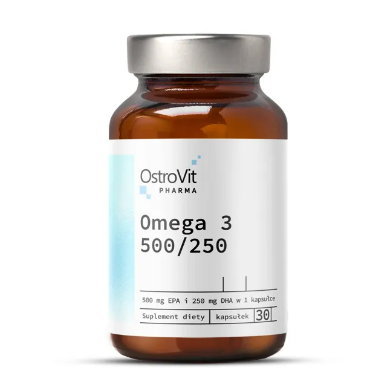 OstroVit
PHARMA
Omega 3
500/250
500 mg EPA i 250 mg DHA w 1 kapsułce
Suplement diety kapsułek 30